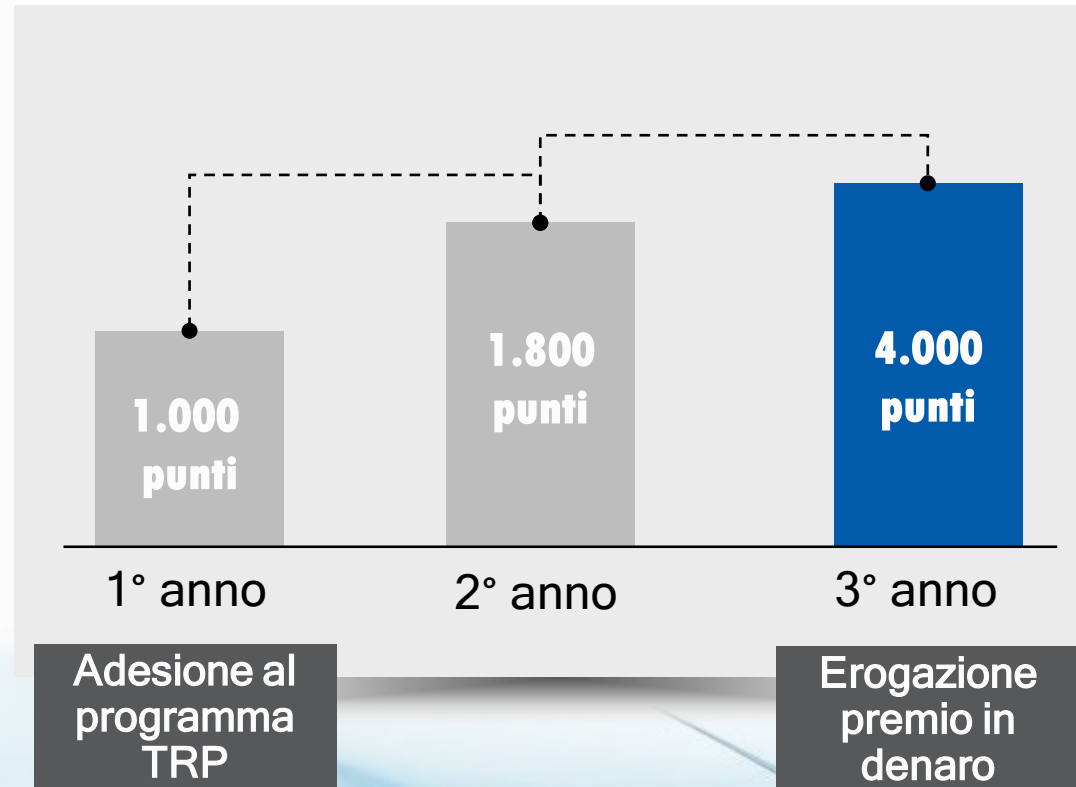 1.000
punti
1.800
punti
4.000
punti
1° anno
2° anno
3° anno
Adesione al
programma
TRP
Erogazione
premio in
denaro